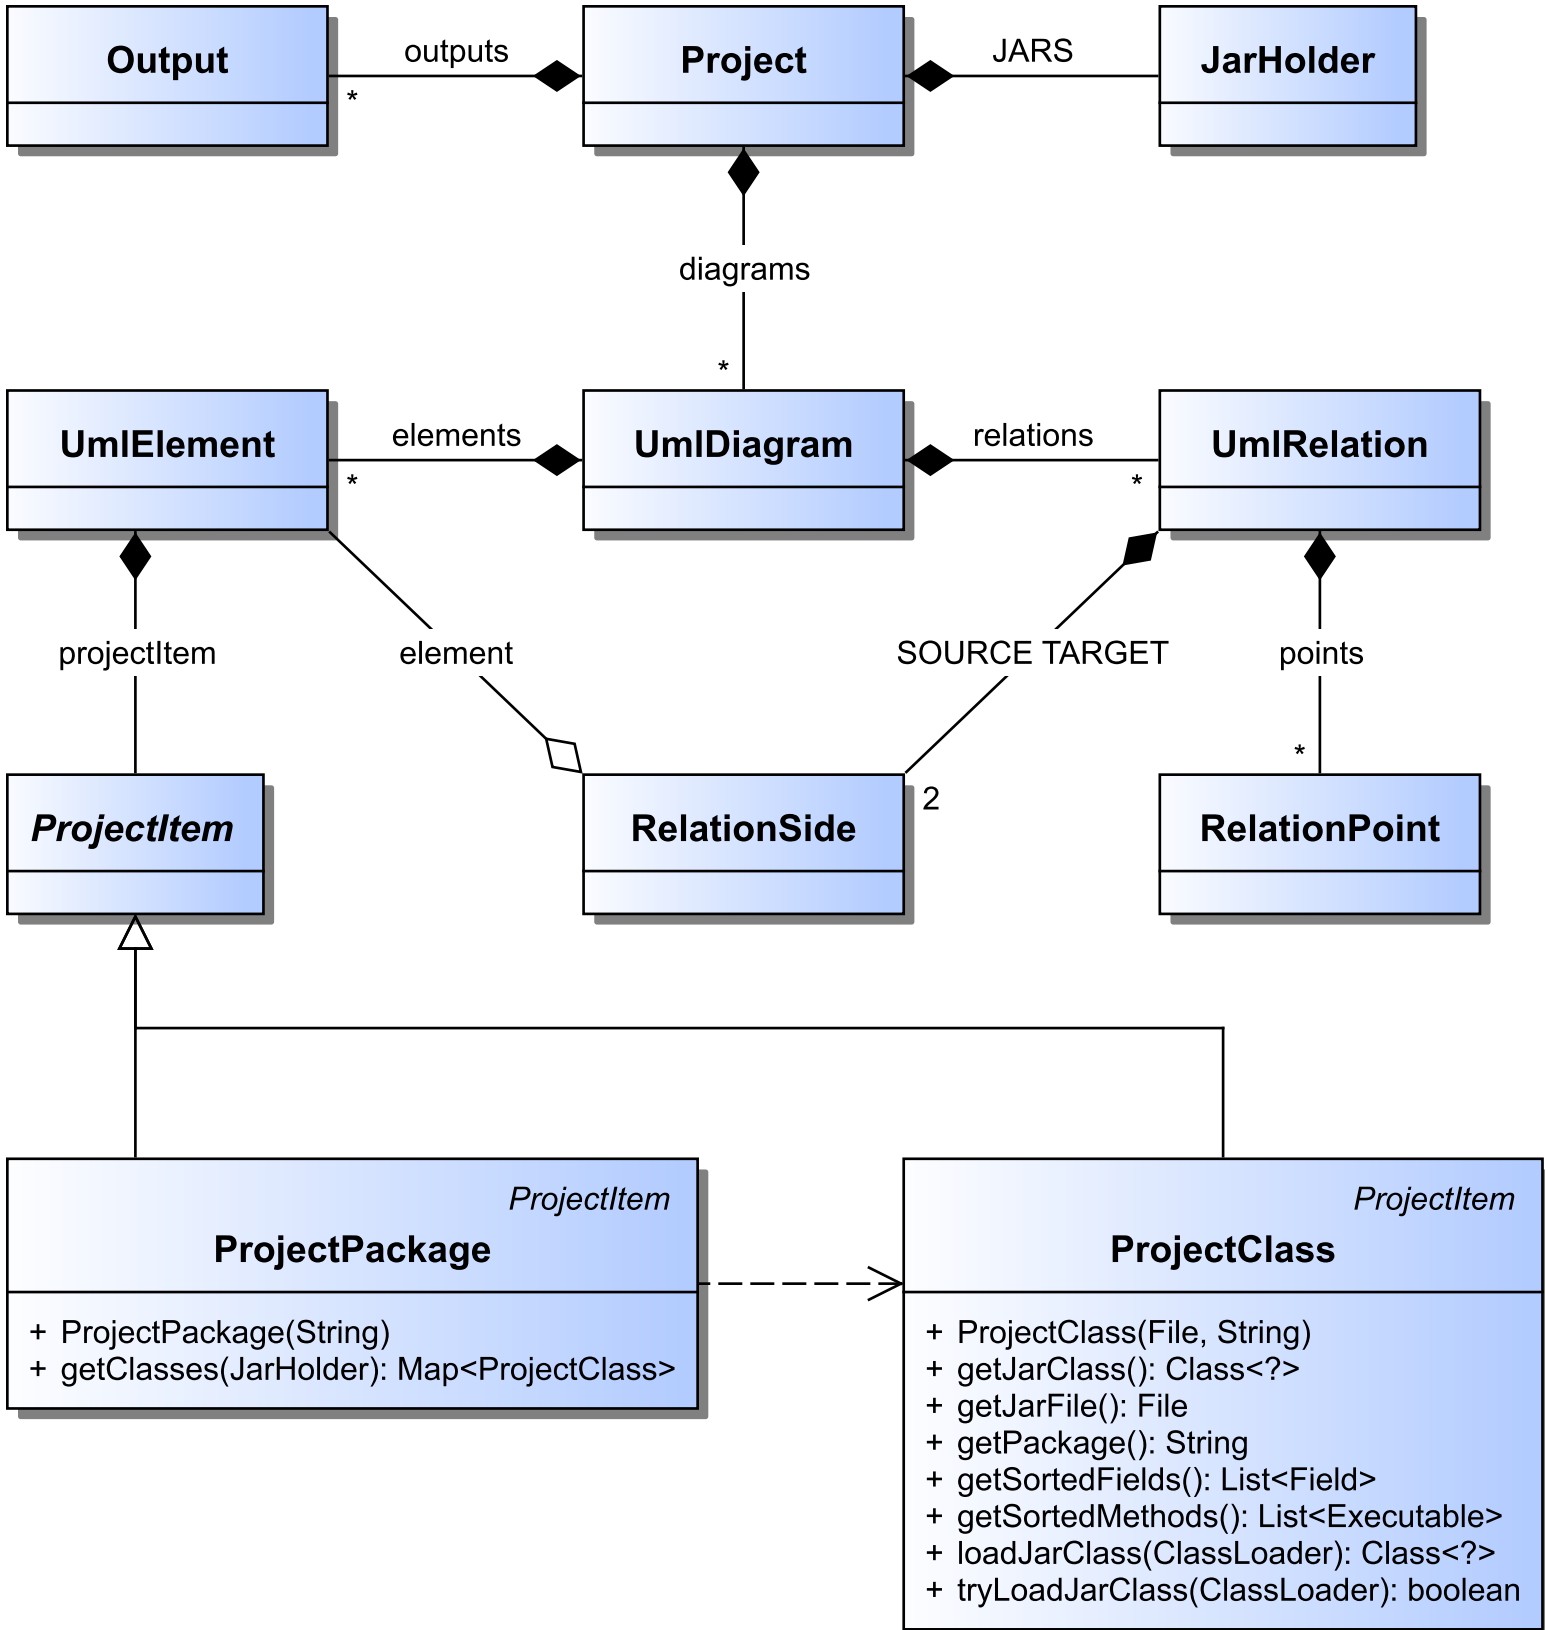 Output
outputs
*
Project
JARS
JarHolder
diagrams
*
UmlElement
elements
*
UmlDiagram
relations
*
UmlRelation
projectItem
element
SOURCE TARGET
points
*
2
ProjectItem
RelationSide
RelationPoint
ProjectItem
ProjectPackage
+ ProjectPackage(String)
+ getClasses(JarHolder): Map<ProjectClass>
ProjectItem
ProjectClass
+ ProjectClass(File, String)
+ getJarClass(): Class<?>
+ getJarFile(): File
+ getPackage(): String
+ getSortedFields(): List<Field>
+ getSortedMethods(): List<Executable>
+ loadJarClass(ClassLoader): Class<?>
+ tryLoadJarClass(ClassLoader): boolean